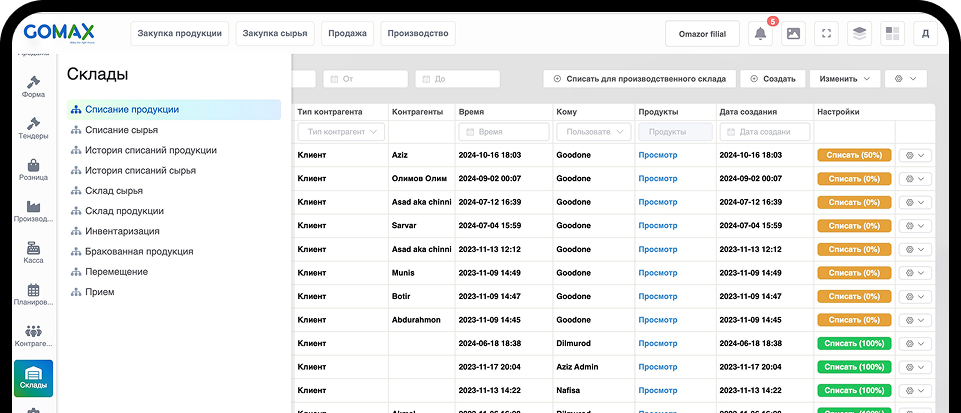 GOMAX
Закупка продукции
Закупка сырья
Продажа
Производство
Omazor filial
5
Д
Форма
Тендеры
Розница
Производ...
Касса
Планиров...
Контраге...
Склады
Склады
Списание продукции
Списание сырья
История списаний продукции
История списаний сырья
Склад сырья
Склад продукции
Инвентаризация
Бракованная продукция
Перемещение
Прием
От
До
Списать для производственного склада
Создать
Изменить
Тип контрагента Контрагенты Время Кому Продукты Дата создания Настройки
Тип контрагент Время Пользовате Продукты Дата создани
Клиент Aziz 2024-10-16 18:03 Goodone Просмотр 2024-10-16 18:03 Списать (50%)
Клиент Олимов Олим 2024-09-02 00:07 Goodone Просмотр 2024-09-02 00:07 Списать (0%)
Клиент Asad aka chinni 2024-07-12 16:39 Goodone Просмотр 2024-07-12 16:39 Списать (0%)
Клиент Sarvar 2024-07-04 15:59 Goodone Просмотр 2024-07-04 15:59 Списать (0%)
Клиент Asad aka chinni 2023-11-13 12:12 Goodone Просмотр 2023-11-13 12:12 Списать (0%)
Клиент Munis 2023-11-09 14:49 Goodone Просмотр 2023-11-09 14:49 Списать (0%)
Клиент Botir 2023-11-09 14:47 Goodone Просмотр 2023-11-09 14:47 Списать (0%)
Клиент Abdurahmon 2023-11-09 14:45 Goodone Просмотр 2023-11-09 14:45 Списать (0%)
Клиент 2024-06-18 18:38 Dilmurod Просмотр 2024-06-18 18:38 Списать (100%)
Клиент 2023-11-17 20:04 Aziz Admin Просмотр 2023-11-17 20:04 Списать (100%)
Клиент 2023-11-13 14:22 Nafisa Просмотр 2023-11-13 14:22 Списать (100%)